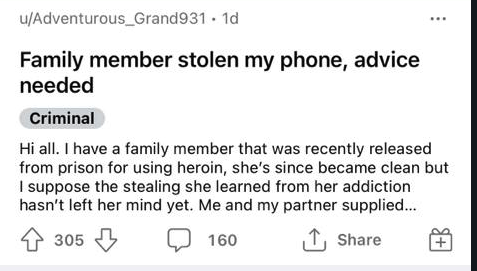 u/Adventurous_Grand931 • 1d
Family member stolen my phone, advice
needed
Criminal
Hi all. I have a family member that was recently released
from prison for using heroin, she's since became clean but
I suppose the stealing she learned from her addiction
hasn't left her mind yet. Me and my partner supplied...
305 160 Share